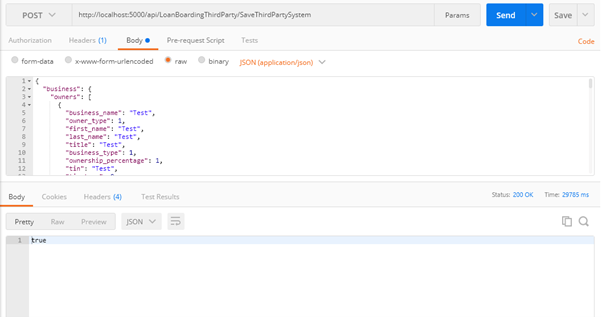 POST http://localhost:5000/api/LoanBoardingThirdParty/SaveThirdPartySystem Params Send Save
Authorization Headers (1) Body Pre-request Script Tests Code
form-data x-www-form-urlencoded raw binary JSON (application/json)
1 {
2 "business": {
3 "owners": [
4 {
5 "business_name": "Test",
6 "owner_type": 1,
7 "first_name": "Test",
8 "last_name": "Test",
9 "title": "Test",
10 "business_type": 1,
11 "ownership_percentage": 1,
12 "tin": "Test",
Body Cookies Headers (4) Test Results Status: 200 OK Time: 29785 ms
Pretty Raw Preview JSON
1 true